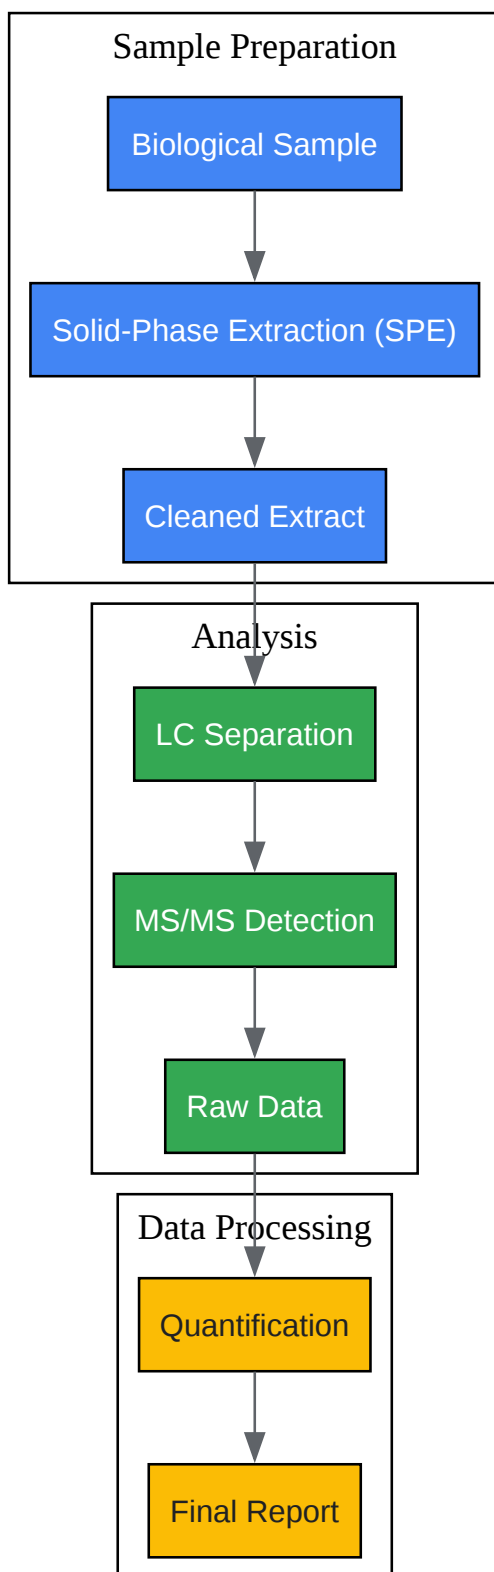 Sample Preparation
Biological Sample
Solid-Phase Extraction (SPE)
Cleaned Extract
Analysis
LC Separation
MS/MS Detection
Raw Data
Data Processing
Quantification
Final Report